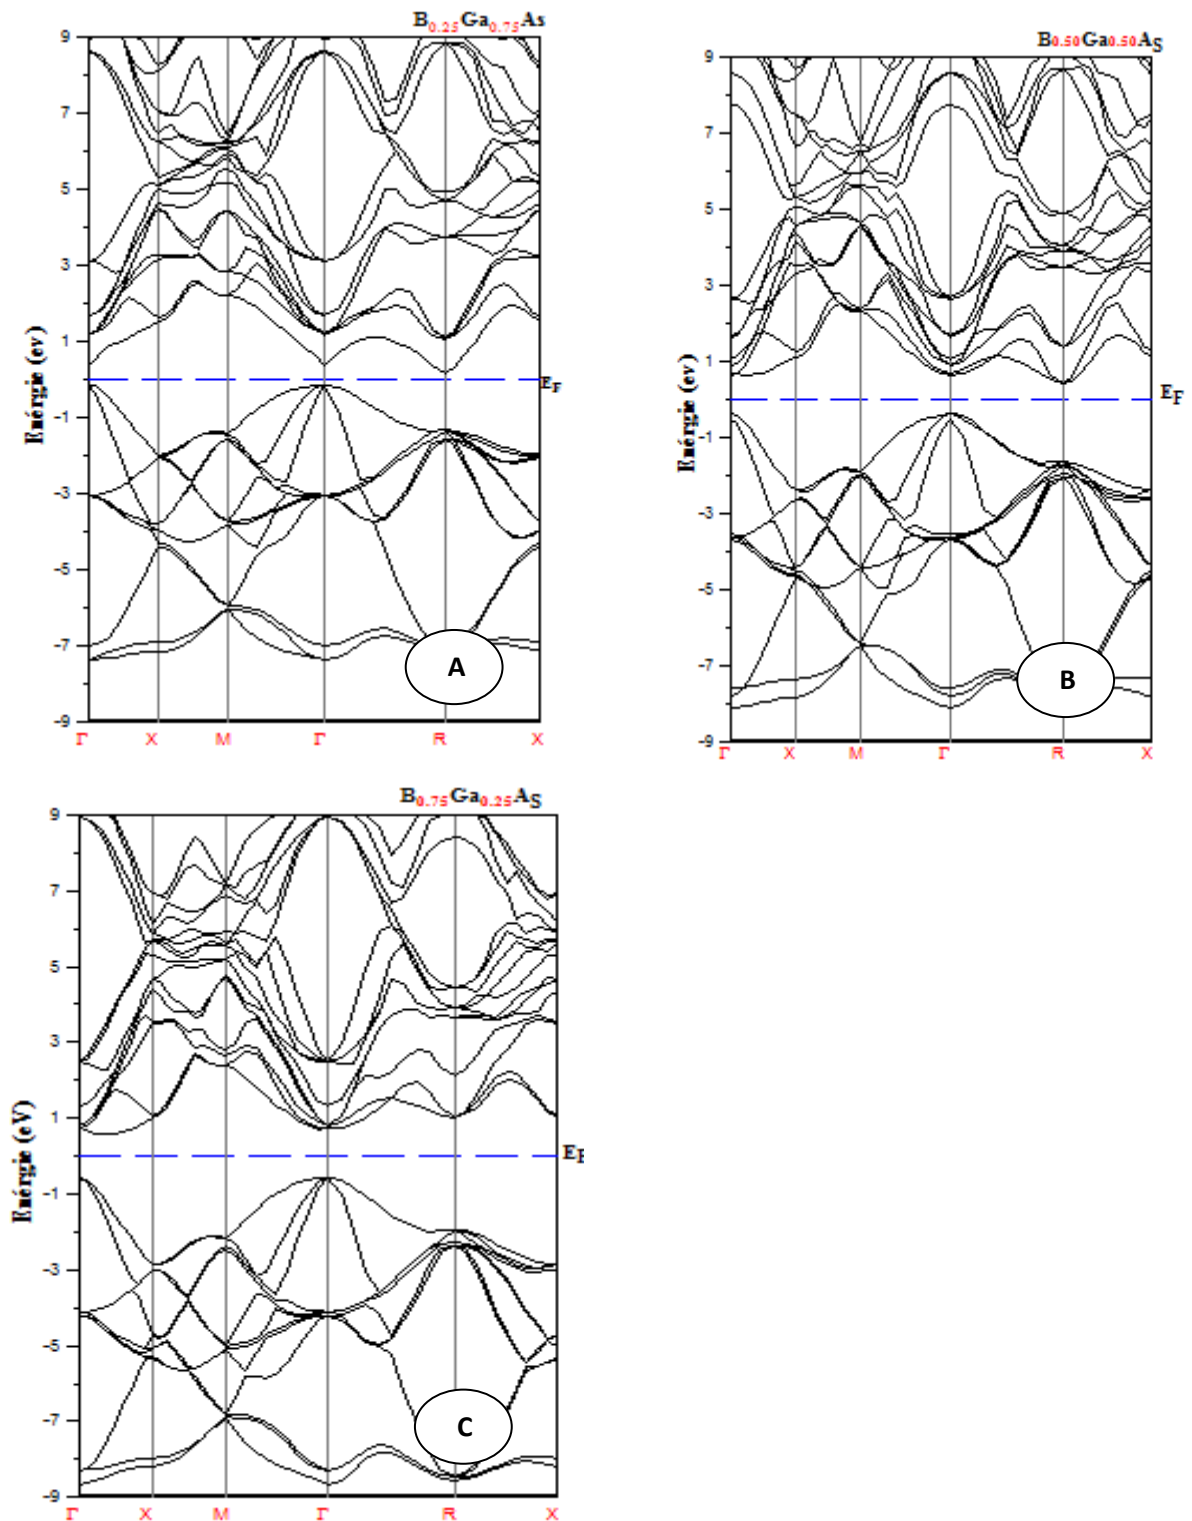 B0.25Ga0.75As
9
7
5
3
1
-1
-3
-5
-7
-9
Enérgie (ev)
EF
A
Γ X M Γ R X
B0.50Ga0.50AS
9
7
5
3
1
-1
-3
-5
-7
-9
Enérgie (ev)
EF
B
Γ X M Γ R X
B0.75Ga0.25AS
9
7
5
3
1
-1
-3
-5
-7
-9
Enérgie (eV)
EF
C
Γ X M Γ R X